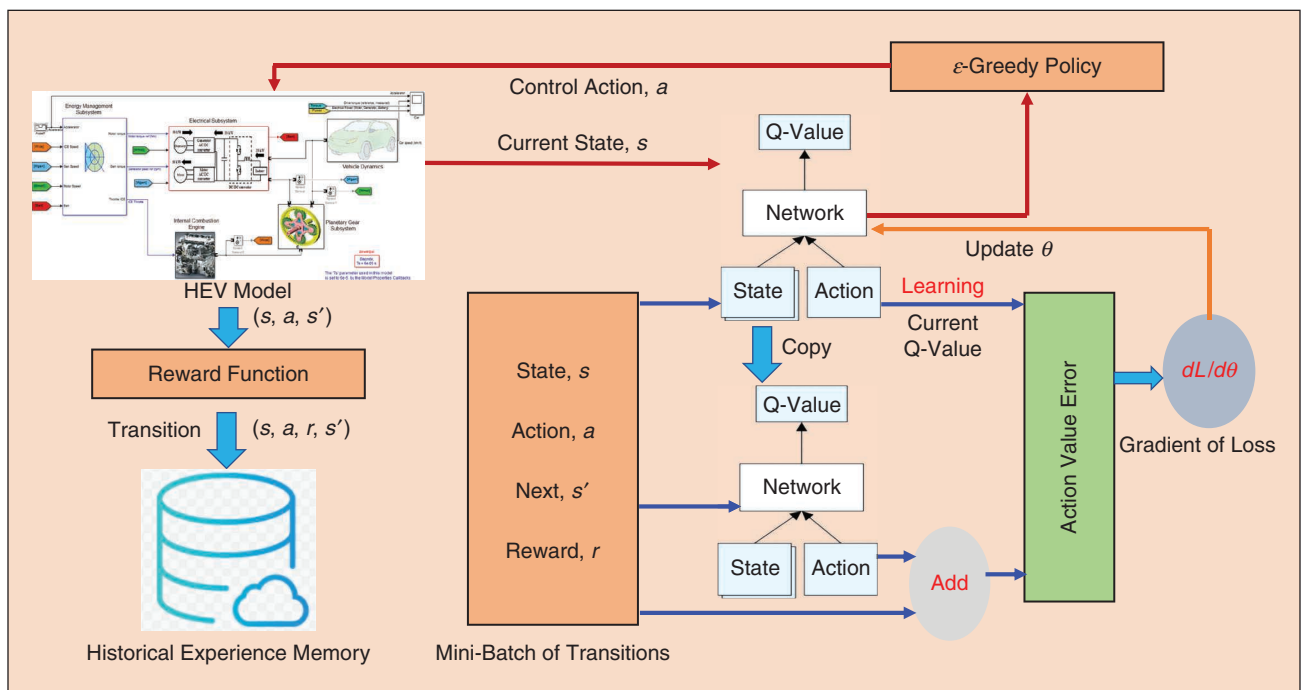 ε-Greedy Policy
Control Action, a
Current State, s
Energy Management
Subsystem
Electrical Subsystem
Vehicle Dynamics
Planetary Gear
Subsystem
Internal Combustion
Engine
HEV Model
(s, a, s′)
Reward Function
Transition
(s, a, r, s′)
Historical Experience Memory
State, s
Action, a
Next, s′
Reward, r
Mini-Batch of Transitions
Q-Value
Network
State
Action
Copy
Q-Value
Network
State
Action
Learning
Current
Q-Value
Add
Action Value Error
Update θ
dL/dθ
Gradient of Loss